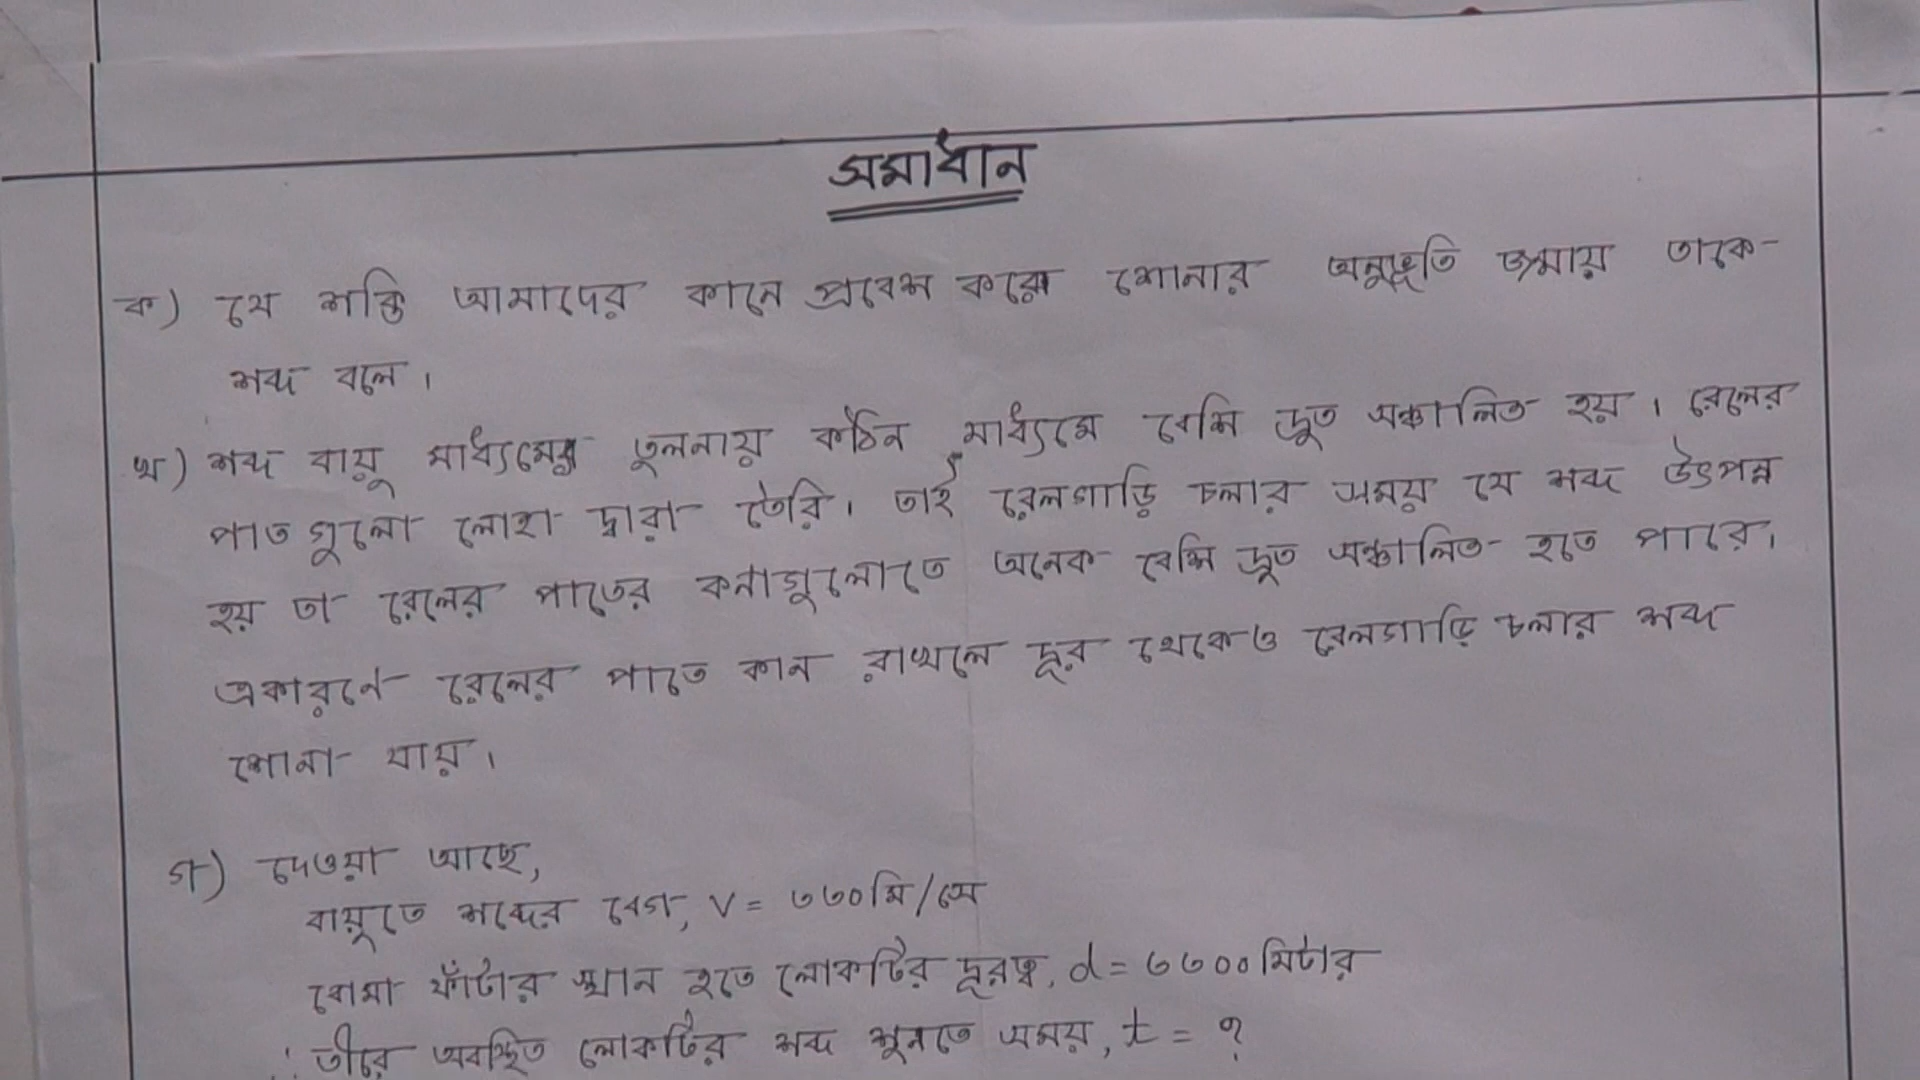 সমাধান
ক) যে শক্তি আমাদের কানে প্রবেশ করে শোনার অনুভূতি জন্মায় তাকে
শব্দ বলে।
খ) শব্দ বায়ু মাধ্যমের তুলনায় কঠিন মাধ্যমে বেশি দ্রুত সঞ্চালিত হয়। রেলের
পাত গুলো লোহা দ্বারা তৈরি। তাই রেলগাড়ি চলার সময় যে শব্দ উৎপন্ন
হয় তা রেলের পাতের কনাগুলোতে অনেক বেশি দ্রুত সঞ্চালিত হতে পারে।
একারনে রেলের পাতে কান রাখলে দূর থেকেও রেলগাড়ি চলার শব্দ
শোনা যায়।
গ) দেওয়া আছে,
বায়ুতে শব্দের বেগ, v = ৩৩০ মি/সে
বোমা ফাঁটার স্থান হতে লোকটির দূরত্ব, d = ৩৩০০ মিটার
তীরে অবস্থিত লোকটির শব্দ শুনতে সময়, t = ?